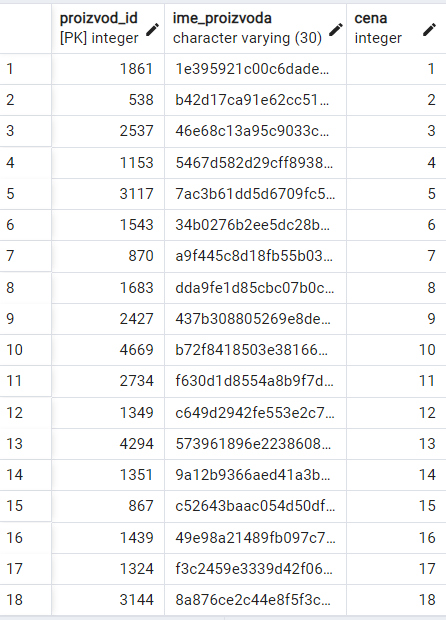 proizvod_id ime_proizvoda cena
[PK] integer character varying (30) integer
1 1861 1e395921c00c6dade… 1
2 538 b42d17ca91e62cc51… 2
3 2537 46e68c13a95c9033c… 3
4 1153 5467d582d29cff8938… 4
5 3117 7ac3b61dd5d6709fc5… 5
6 1543 34b0276b2ee5dc28b… 6
7 870 a9f445c8d18fb55b03… 7
8 1683 dda9fe1d85cbc07b0c… 8
9 2427 437b308805269e8de… 9
10 4669 b72f8418503e38166… 10
11 2734 f630d1d8554a8b9f7d… 11
12 1349 c649d2942fe553e2c7… 12
13 4294 573961896e2238608… 13
14 1351 9a12b9366aed41a3b… 14
15 867 c52643baac054d50df… 15
16 1439 49e98a21489fb097c7… 16
17 1324 f3c2459e3339d42f06… 17
18 3144 8a876ce2c44e8f5f3c… 18